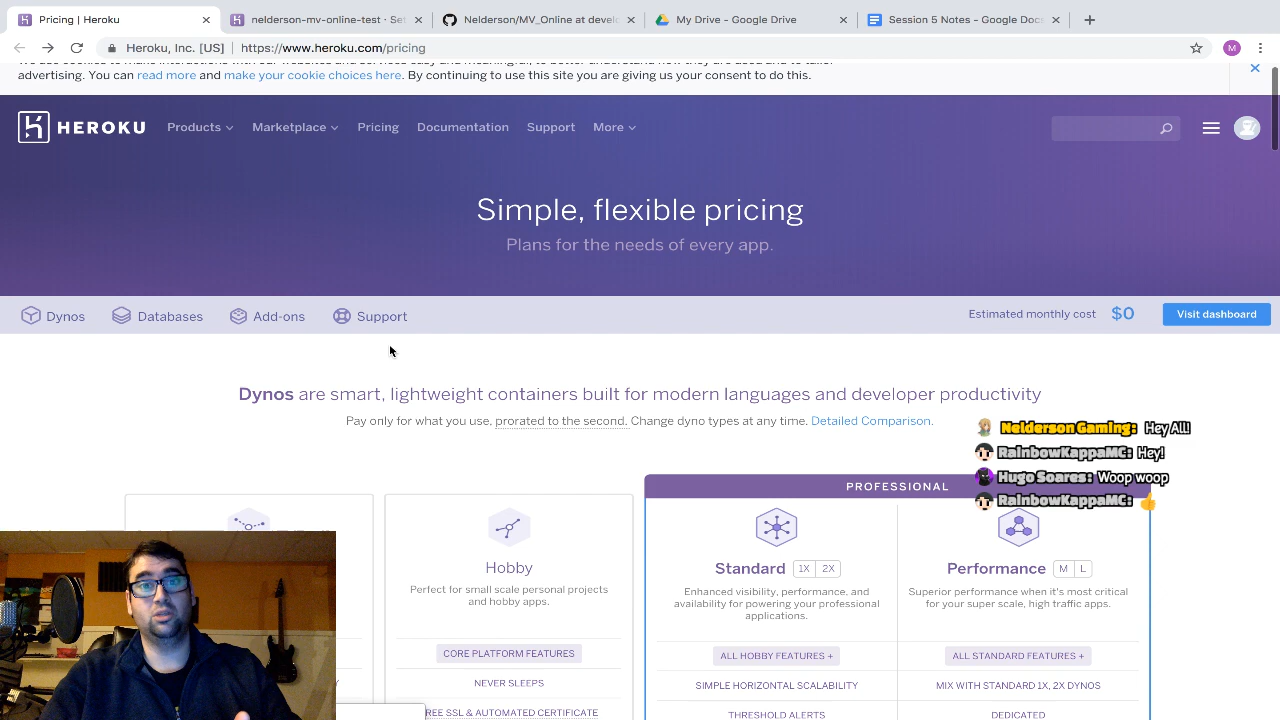 Pricing | Heroku
nelderson-mv-online-test · Set
Nelderson/MV_Online at develo
My Drive - Google Drive
Session 5 Notes - Google Docs
Heroku, Inc. [US]
https://www.heroku.com/pricing
M
advertising. You can read more and make your cookie choices here. By continuing to use this site you are giving us your consent to do this.
HEROKU
Products
Marketplace
Pricing
Documentation
Support
More
Simple, flexible pricing
Plans for the needs of every app.
Dynos
Databases
Add-ons
Support
Estimated monthly cost $0
Visit dashboard
Dynos are smart, lightweight containers built for modern languages and developer productivity
Pay only for what you use, prorated to the second. Change dyno types at any time. Detailed Comparison.
Nelderson Gaming: Hey All!
RainbowKappaMC: Hey!
Hugo Soares: Woop woop
RainbowKappaMC: 👍
PROFESSIONAL
Hobby
Perfect for small scale personal projects
and hobby apps.
CORE PLATFORM FEATURES
NEVER SLEEPS
FREE SSL & AUTOMATED CERTIFICATE
Standard 1X 2X
Enhanced visibility, performance, and
availability for powering your professional
applications.
ALL HOBBY FEATURES +
SIMPLE HORIZONTAL SCALABILITY
THRESHOLD ALERTS
Performance M L
Superior performance when it's most critical
for your super scale, high traffic apps.
ALL STANDARD FEATURES +
MIX WITH STANDARD 1X, 2X DYNOS
DEDICATED